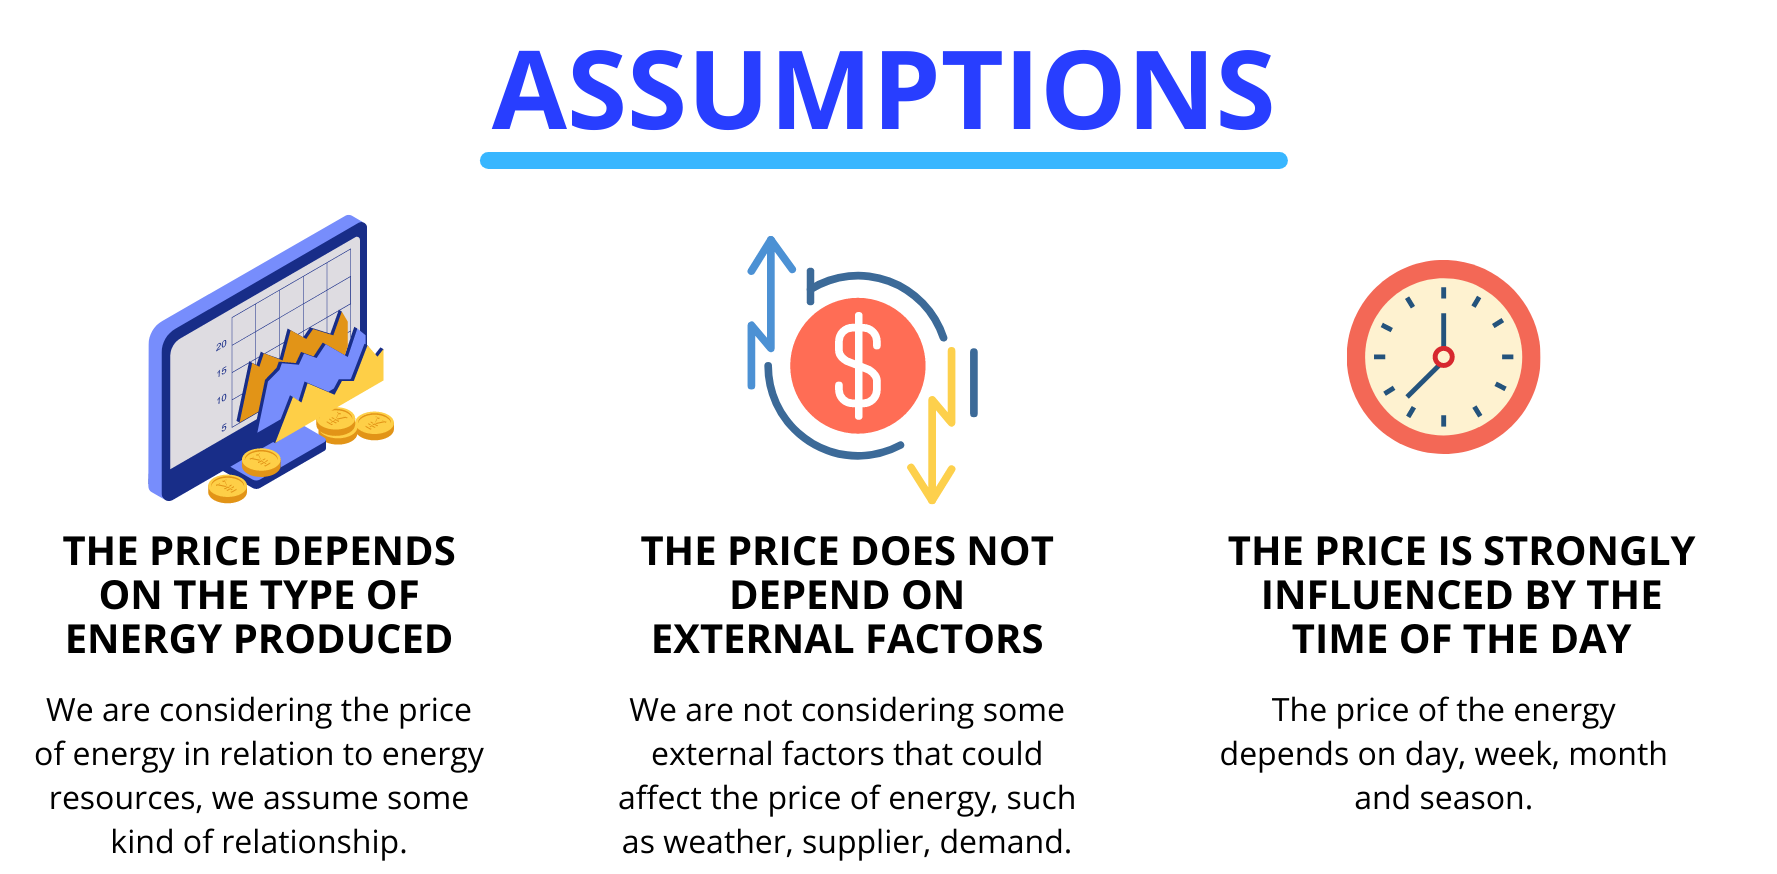 ASSUMPTIONS
20
15
10
5
THE PRICE DEPENDS
ON THE TYPE OF
ENERGY PRODUCED
We are considering the price
of energy in relation to energy
resources, we assume some
kind of relationship.
$
THE PRICE DOES NOT
DEPEND ON
EXTERNAL FACTORS
We are not considering some
external factors that could
affect the price of energy, such
as weather, supplier, demand.
THE PRICE IS STRONGLY
INFLUENCED BY THE
TIME OF THE DAY
The price of the energy
depends on day, week, month
and season.